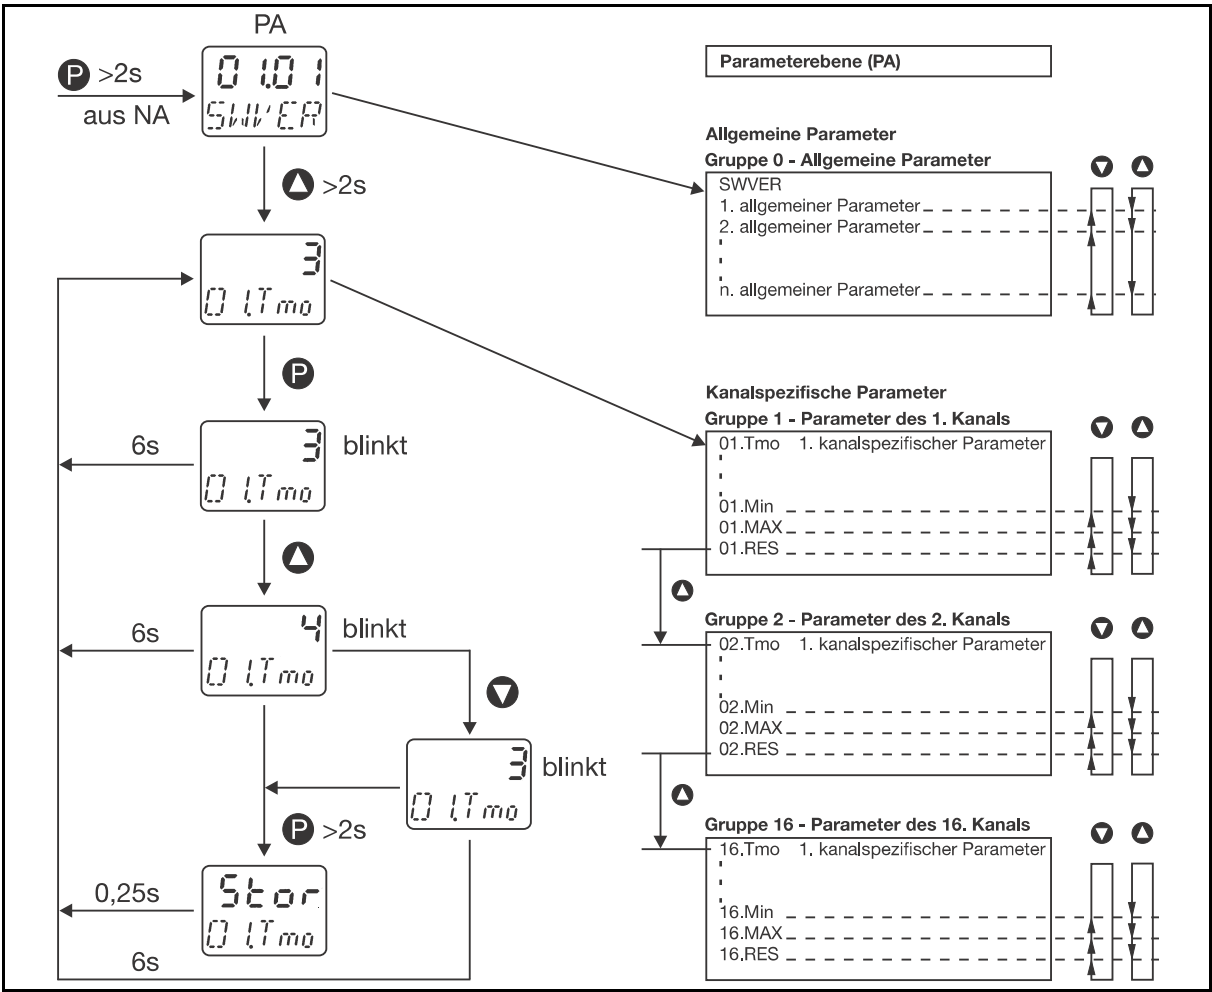 PA
P >2s
aus NA
01.01
SWVER
>2s
3
01.Tmo
P
3
01.Tmo
blinkt
6s
4
01.Tmo
blinkt
6s
3
01.Tmo
blinkt
P >2s
Stor
01.Tmo
0,25s
6s
Parameterebene (PA)
Allgemeine Parameter
Gruppe 0 - Allgemeine Parameter
SWVER
1. allgemeiner Parameter
2. allgemeiner Parameter
n. allgemeiner Parameter
Kanalspezifische Parameter
Gruppe 1 - Parameter des 1. Kanals
01.Tmo 1. kanalspezifischer Parameter
01.Min
01.MAX
01.RES
Gruppe 2 - Parameter des 2. Kanals
02.Tmo 1. kanalspezifischer Parameter
02.Min
02.MAX
02.RES
Gruppe 16 - Parameter des 16. Kanals
16.Tmo 1. kanalspezifischer Parameter
16.Min
16.MAX
16.RES